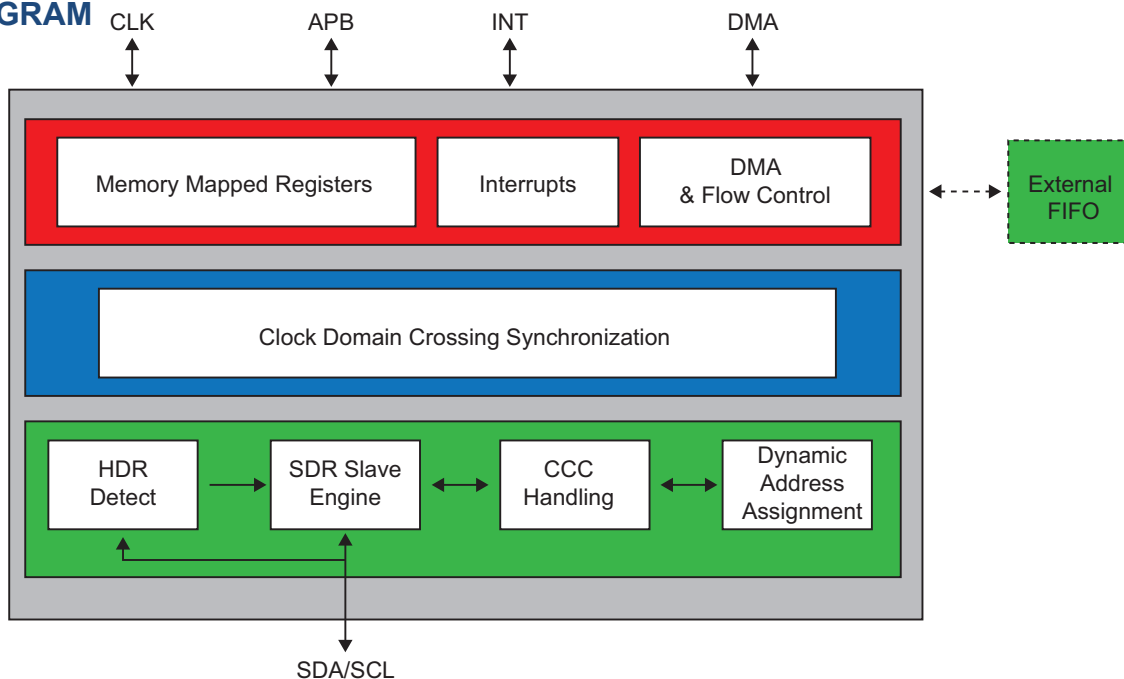 GRAM
CLK
APB
INT
DMA
Memory Mapped Registers
Interrupts
DMA
& Flow Control
External
FIFO
Clock Domain Crossing Synchronization
HDR
Detect
SDR Slave
Engine
CCC
Handling
Dynamic
Address
Assignment
SDA/SCL